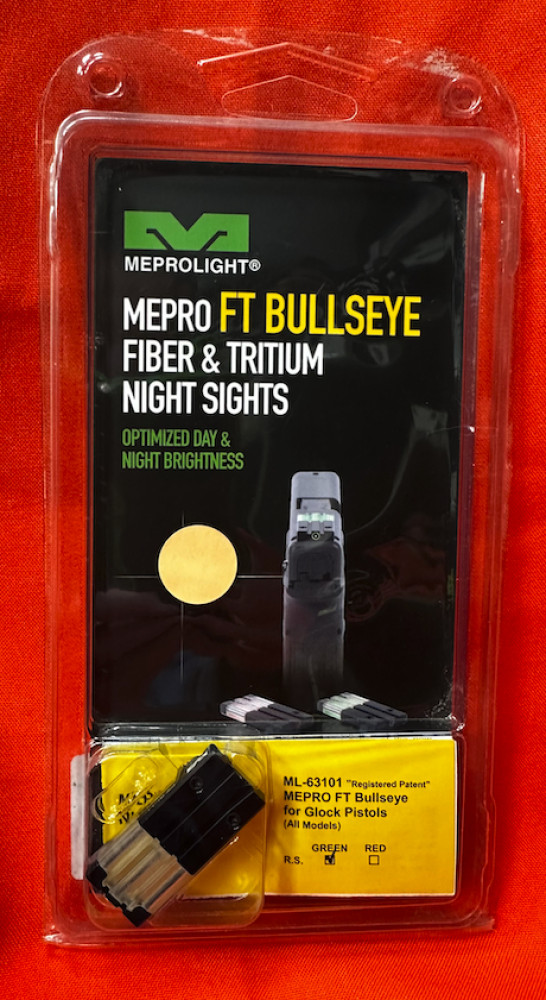 MEPROLIGHT®
MEPRO FT BULLSEYE
FIBER & TRITIUM
NIGHT SIGHTS
OPTIMIZED DAY &
NIGHT BRIGHTNESS
ML-63101 "Registered Patent"
MEPRO FT Bullseye
for Glock Pistols
(All Models)
GREEN RED
R.S.